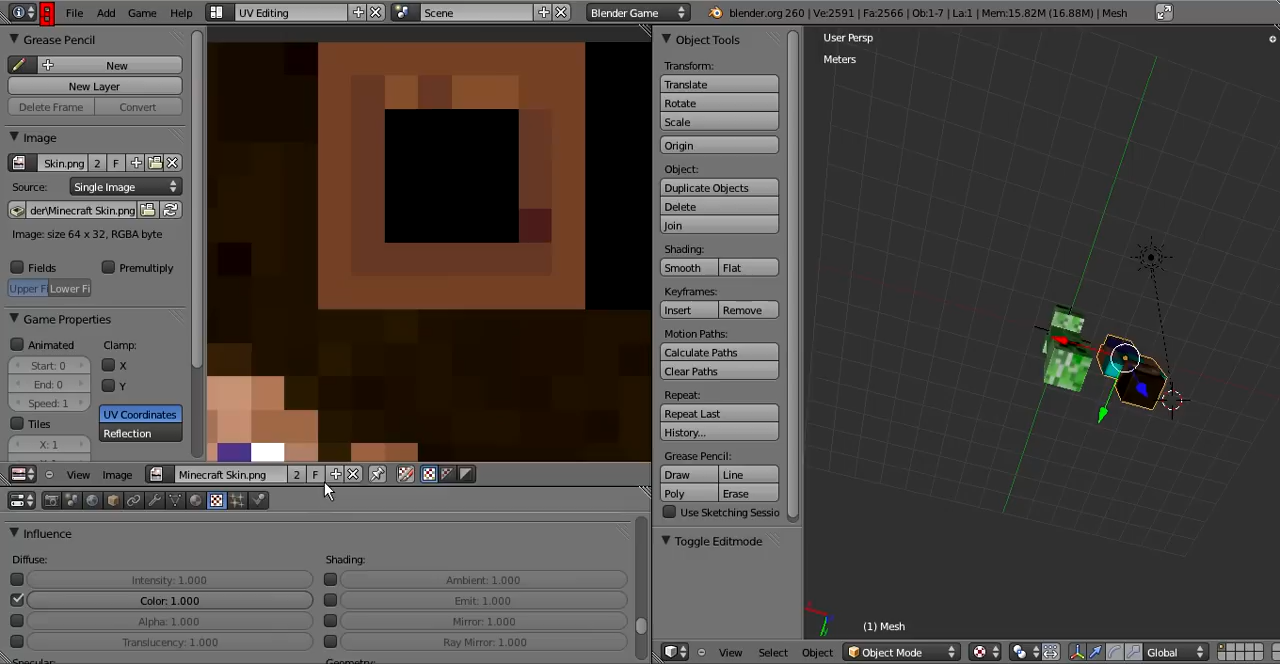 File Add Game Help UV Editing Scene Blender Game blender.org 260 | Ve:2591 | Fa:2566 | Ob:1-7 | La:1 | Mem:15.82M (16.88M) | Mesh
Grease Pencil
New
New Layer
Delete Frame Convert
Image
Skin.png 2 F
Source: Single Image
der\Minecraft Skin.png
Image: size 64 x 32, RGBA byte
Fields Premultiply
Upper Fi Lower Fi
Game Properties
Animated Clamp:
Start: 0 X
End: 0 Y
Speed: 1
UV Coordinates
Tiles Reflection
X: 1
View Image Minecraft Skin.png 2 F
Influence
Diffuse: Shading:
Intensity: 1.000 Ambient: 1.000
Color: 1.000 Emit: 1.000
Alpha: 1.000 Mirror: 1.000
Translucency: 1.000 Ray Mirror: 1.000
Object Tools
Transform:
Translate
Rotate
Scale
Origin
Object:
Duplicate Objects
Delete
Join
Shading:
Smooth Flat
Keyframes:
Insert Remove
Motion Paths:
Calculate Paths
Clear Paths
Repeat:
Repeat Last
History...
Grease Pencil:
Draw Line
Poly Erase
Use Sketching Sessio
Toggle Editmode
User Persp
Meters
(1) Mesh
View Select Object Object Mode Global